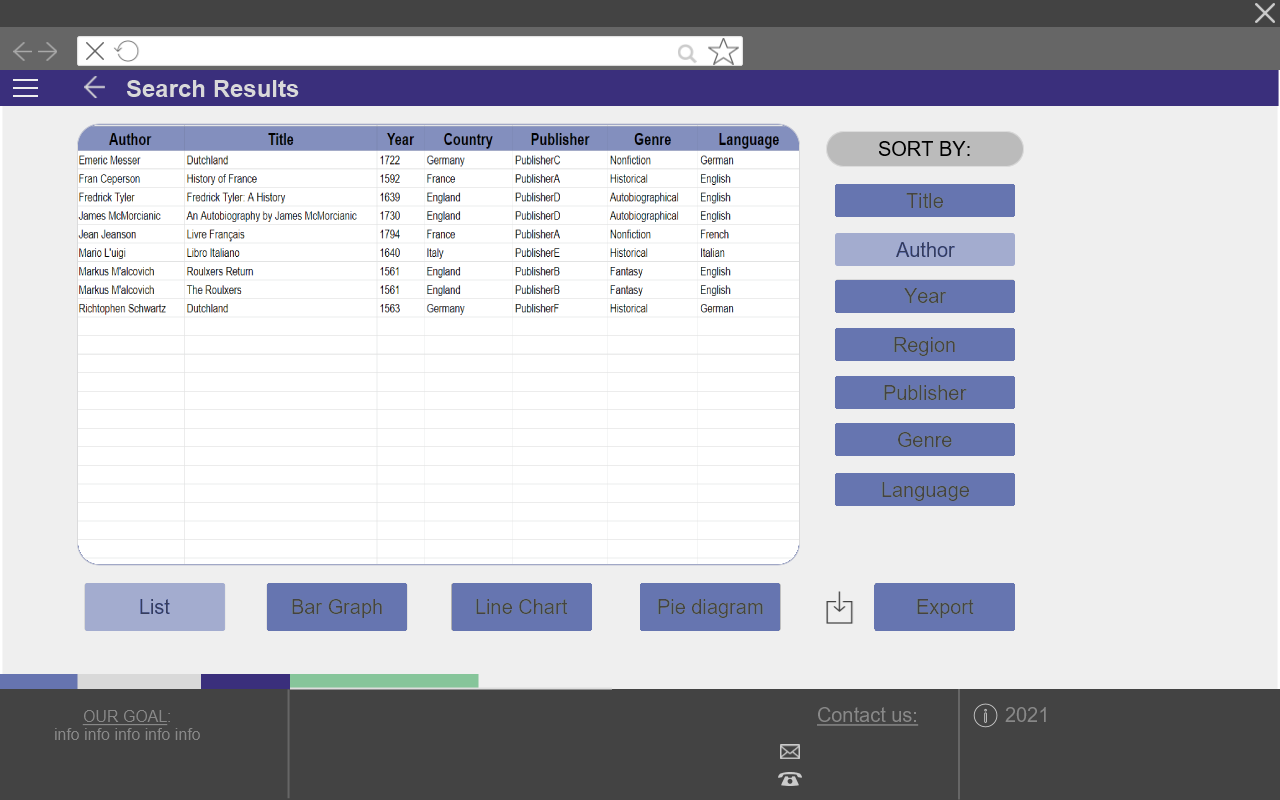 Search Results
Author Title Year Country Publisher Genre Language
Emeric Messer Dutchland 1722 Germany PublisherC Nonfiction German
Fran Ceperson History of France 1592 France PublisherA Historical English
Fredrick Tyler Fredrick Tyler: A History 1639 England PublisherD Autobiographical English
James McMorcianic An Autobiography by James McMorcianic 1730 England PublisherD Autobiographical English
Jean Jeanson Livre Français 1794 France PublisherA Nonfiction French
Mario L'uigi Libro Italiano 1640 Italy PublisherE Historical Italian
Markus M'alcovich Roulxers Return 1561 England PublisherB Fantasy English
Markus M'alcovich The Roulxers 1561 England PublisherB Fantasy English
Richtophen Schwartz Dutchland 1563 Germany PublisherF Historical German
SORT BY:
Title
Author
Year
Region
Publisher
Genre
Language
List Bar Graph Line Chart Pie diagram Export
OUR GOAL:
info info info info info
Contact us:
2021